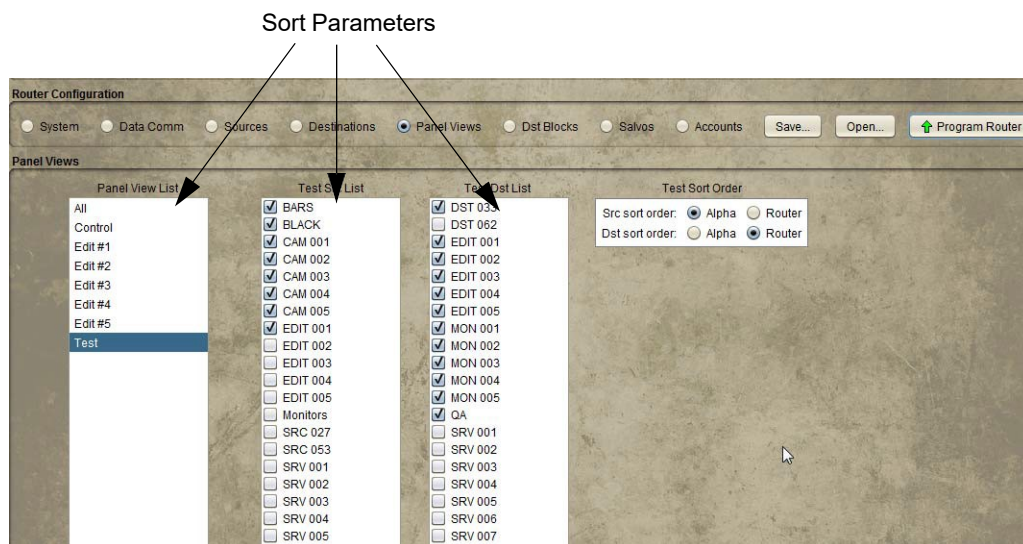 Sort Parameters
Router Configuration
System Data Comm Sources Destinations Panel Views Dst Blocks Salvos Accounts Save... Open... Program Router
Panel Views
Panel View List
All
Control
Edit #1
Edit #2
Edit #3
Edit #4
Edit #5
Test
Test List
BARS
BLACK
CAM 001
CAM 002
CAM 003
CAM 004
CAM 005
EDIT 001
EDIT 002
EDIT 003
EDIT 004
EDIT 005
Monitors
SRC 027
SRC 053
SRV 001
SRV 002
SRV 003
SRV 004
SRV 005
Test Dst List
DST 033
DST 062
EDIT 001
EDIT 002
EDIT 003
EDIT 004
EDIT 005
MON 001
MON 002
MON 003
MON 004
MON 005
QA
SRV 001
SRV 002
SRV 003
SRV 004
SRV 005
SRV 006
SRV 007
Test Sort Order
Src sort order: Alpha Router
Dst sort order: Alpha Router